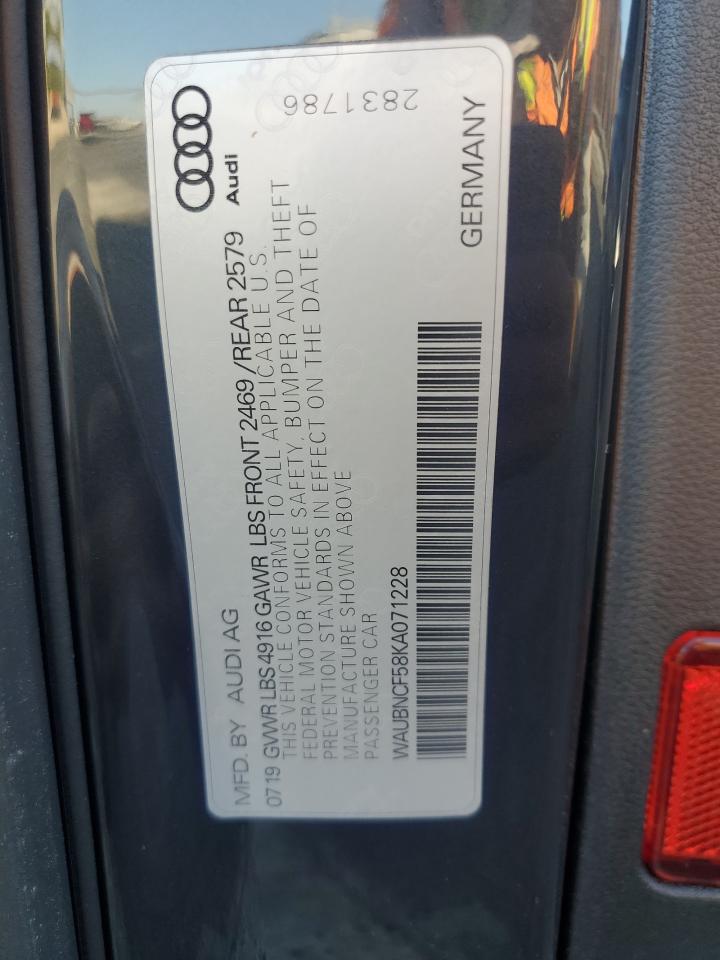 MFD. BY AUDI AG
07 19 GVWR LBS 4916 GAWR LBS FRONT 2469 /REAR 2579
Audi
THIS VEHICLE CONFORMS TO ALL APPLICABLE U.S.
FEDERAL MOTOR VEHICLE SAFETY, BUMPER AND THEFT
PREVENTION STANDARDS IN EFFECT ON THE DATE OF
MANUFACTURE SHOWN ABOVE
2831786
PASSENGER CAR
WAUBNCF58KA071228
GERMANY